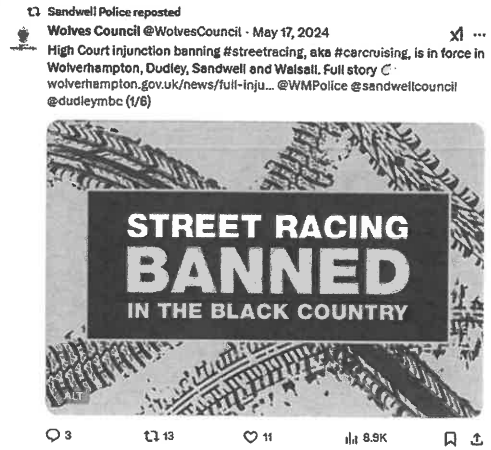 Sandwell Police reposted
Wolves Council @WolvesCouncil · May 17, 2024
High Court injunction banning #streetracing, aka #carcruising, is in force in
Wolverhampton, Dudley, Sandwell and Walsall. Full story
wolverhampton.gov.uk/news/full-inju... @WMPolice @sandwellcouncil
@dudleymbc (1/6)
STREET RACING
BANNED
IN THE BLACK COUNTRY
ALT
3 13 11 8.9K